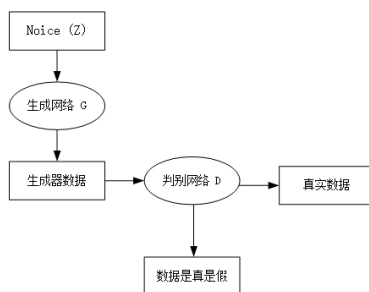 Noice (Z)
生成网络 G
生成器数据
判别网络 D
真实数据
数据是真是假